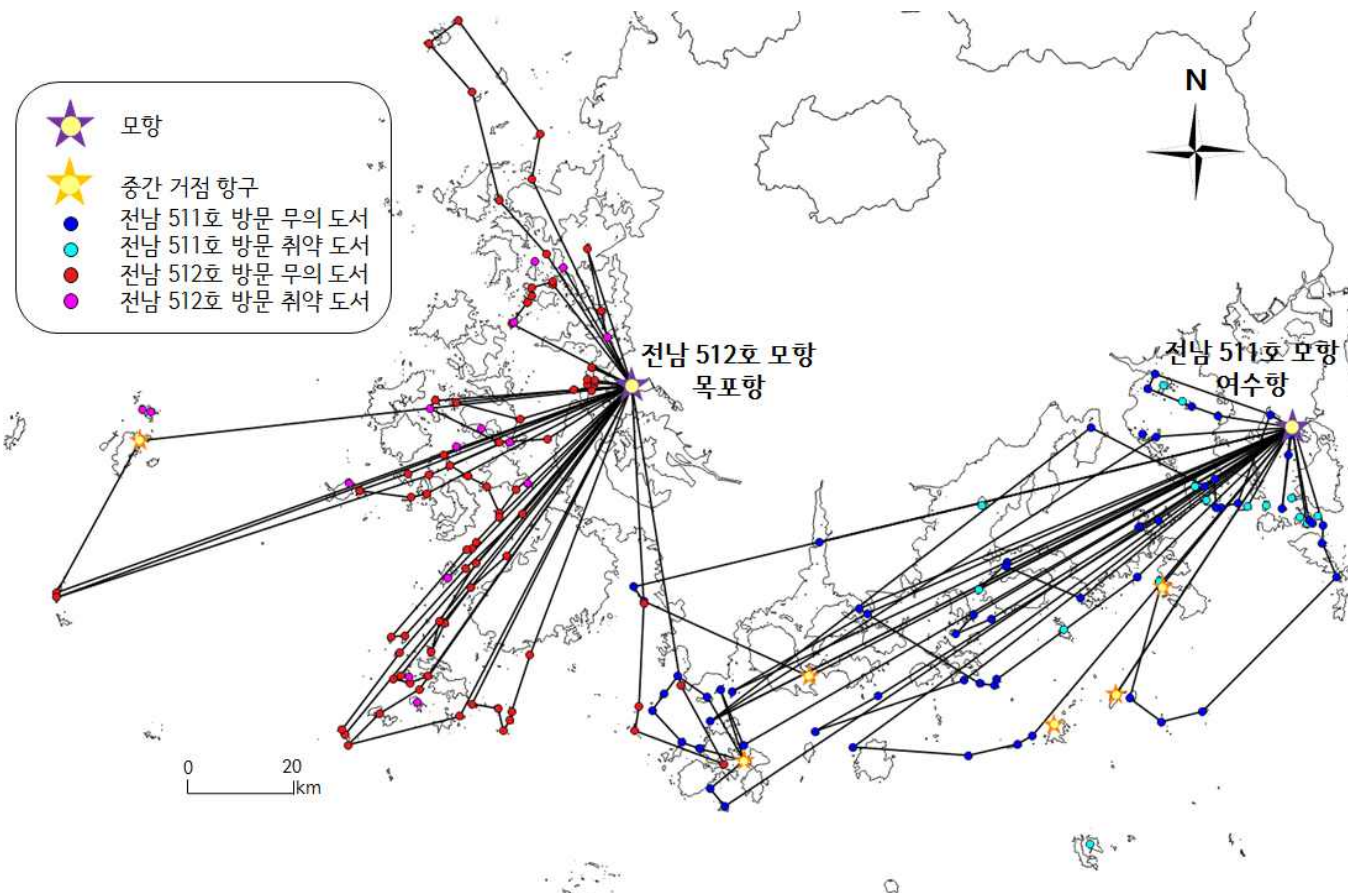 모항
중간 거점 항구
전남 511호 방문 무의 도서
전남 511호 방문 취약 도서
전남 512호 방문 무의 도서
전남 512호 방문 취약 도서
N
전남 512호 모항
목포항
전남 511호 모항
여수항
0 20
km